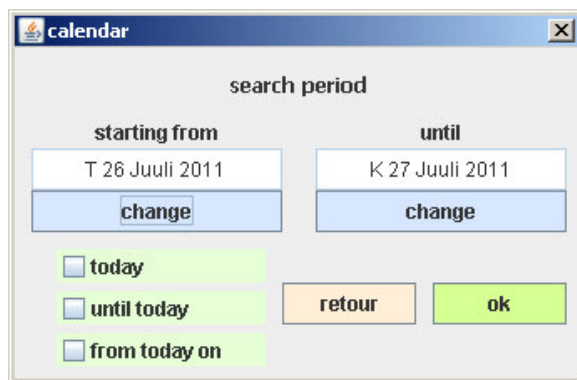 calendar
search period
starting from
until
T 26 Juuli 2011
K 27 Juuli 2011
change
change
today
until today
from today on
retour
ok